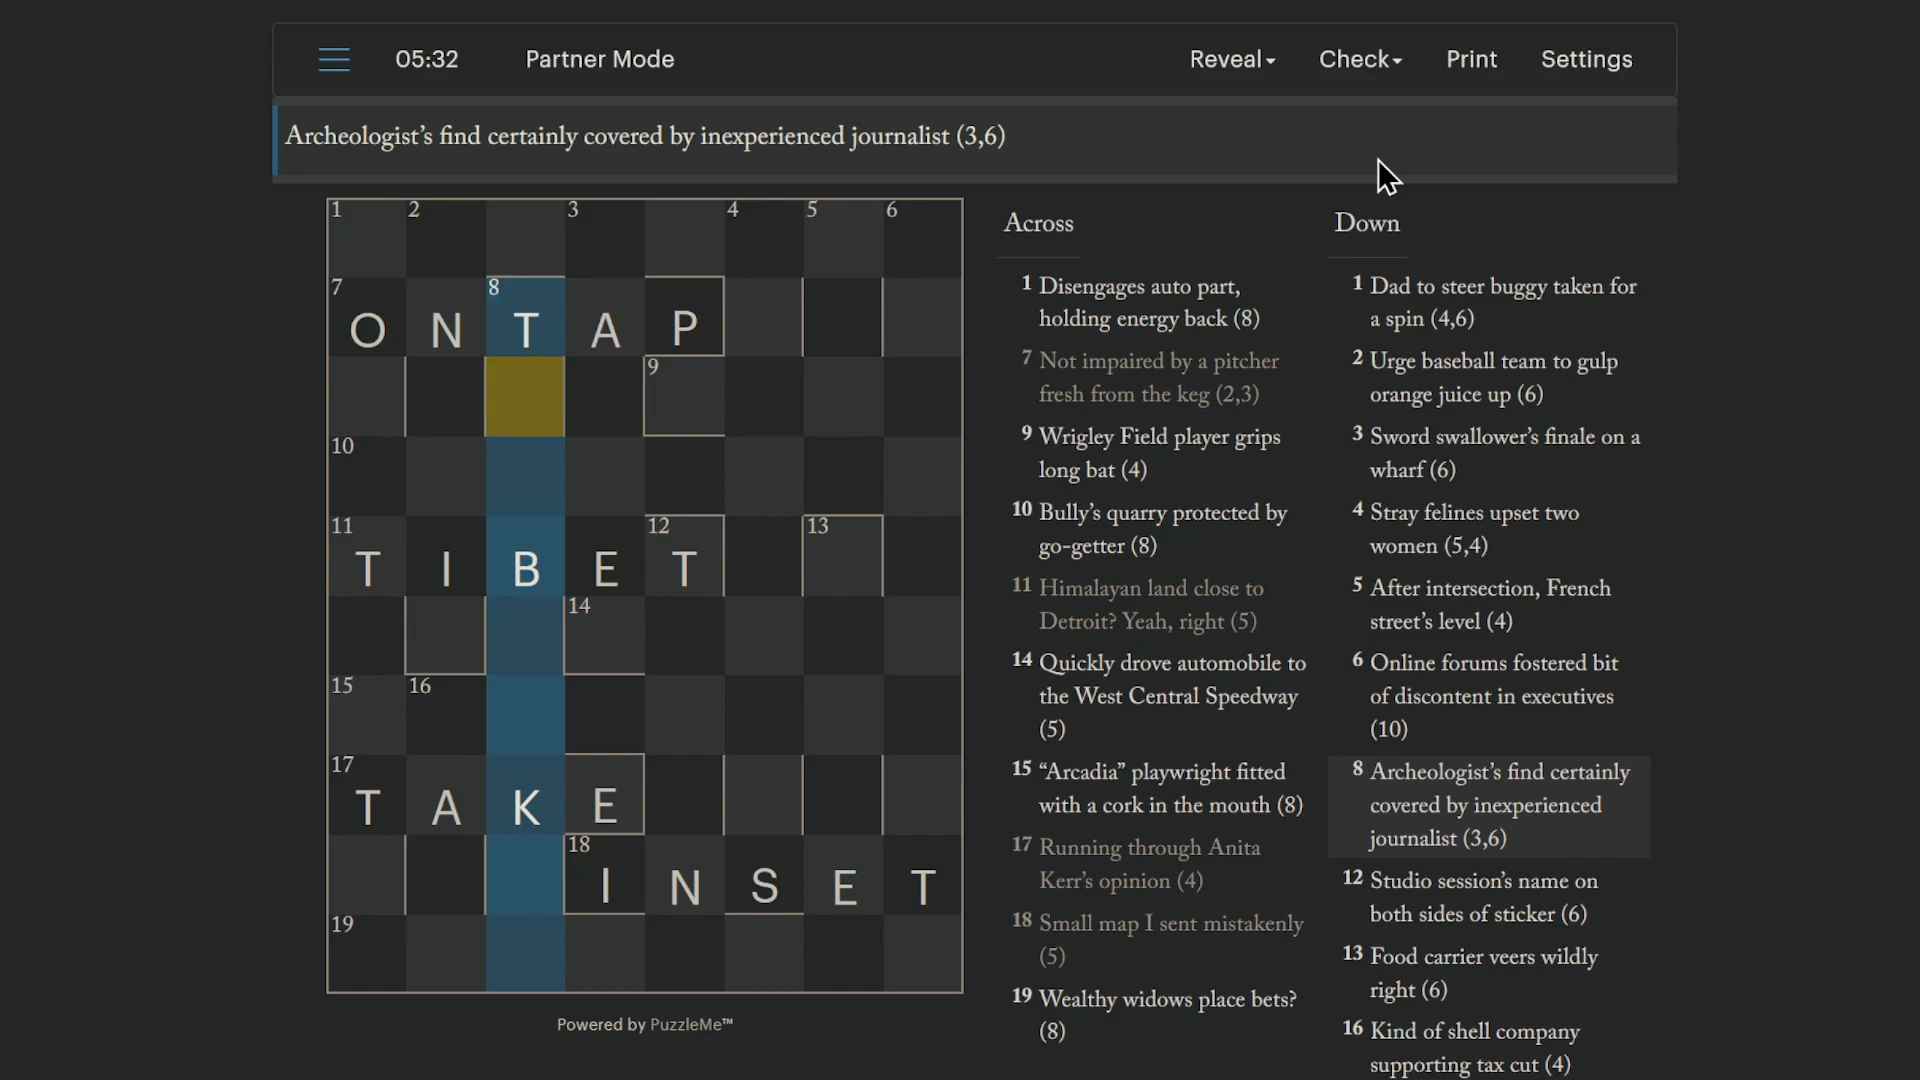 05:32 Partner Mode Reveal Check Print Settings
Archeologist's find certainly covered by inexperienced journalist (3,6)
1 2 3 4 5 6
7 8
O N T A P
9
10
11 12 13
T I B E T
14
15 16
17
T A K E
18
I N S E T
19
Powered by PuzzleMe™
Across
1 Disengages auto part,
holding energy back (8)
7 Not impaired by a pitcher
fresh from the keg (2,3)
9 Wrigley Field player grips
long bat (4)
10 Bully's quarry protected by
go-getter (8)
11 Himalayan land close to
Detroit? Yeah, right (5)
14 Quickly drove automobile to
the West Central Speedway
(5)
15 “Arcadia” playwright fitted
with a cork in the mouth (8)
17 Running through Anita
Kerr's opinion (4)
18 Small map I sent mistakenly
(5)
19 Wealthy widows place bets?
(8)
Down
1 Dad to steer buggy taken for
a spin (4,6)
2 Urge baseball team to gulp
orange juice up (6)
3 Sword swallower's finale on a
wharf (6)
4 Stray felines upset two
women (5,4)
5 After intersection, French
street's level (4)
6 Online forums fostered bit
of discontent in executives
(10)
8 Archeologist's find certainly
covered by inexperienced
journalist (3,6)
12 Studio session's name on
both sides of sticker (6)
13 Food carrier veers wildly
right (6)
16 Kind of shell company
supporting tax cut (4)